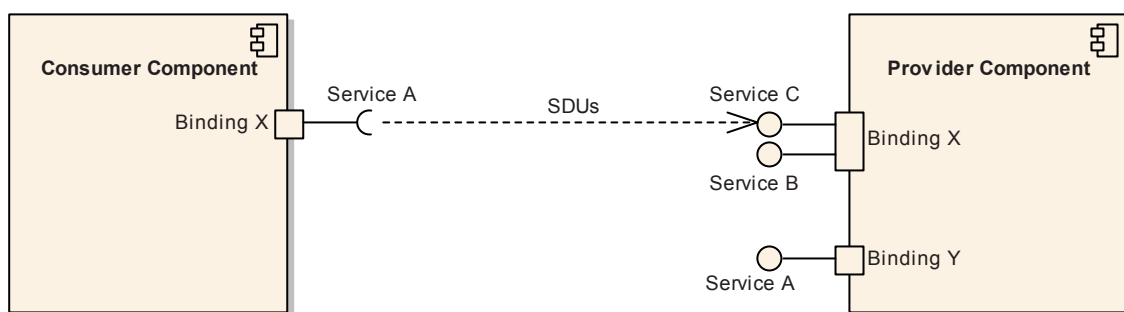 Consumer Component
Provider Component
Service A
SDUs
Service C
Binding X
Binding X
Service B
Binding Y
Service A